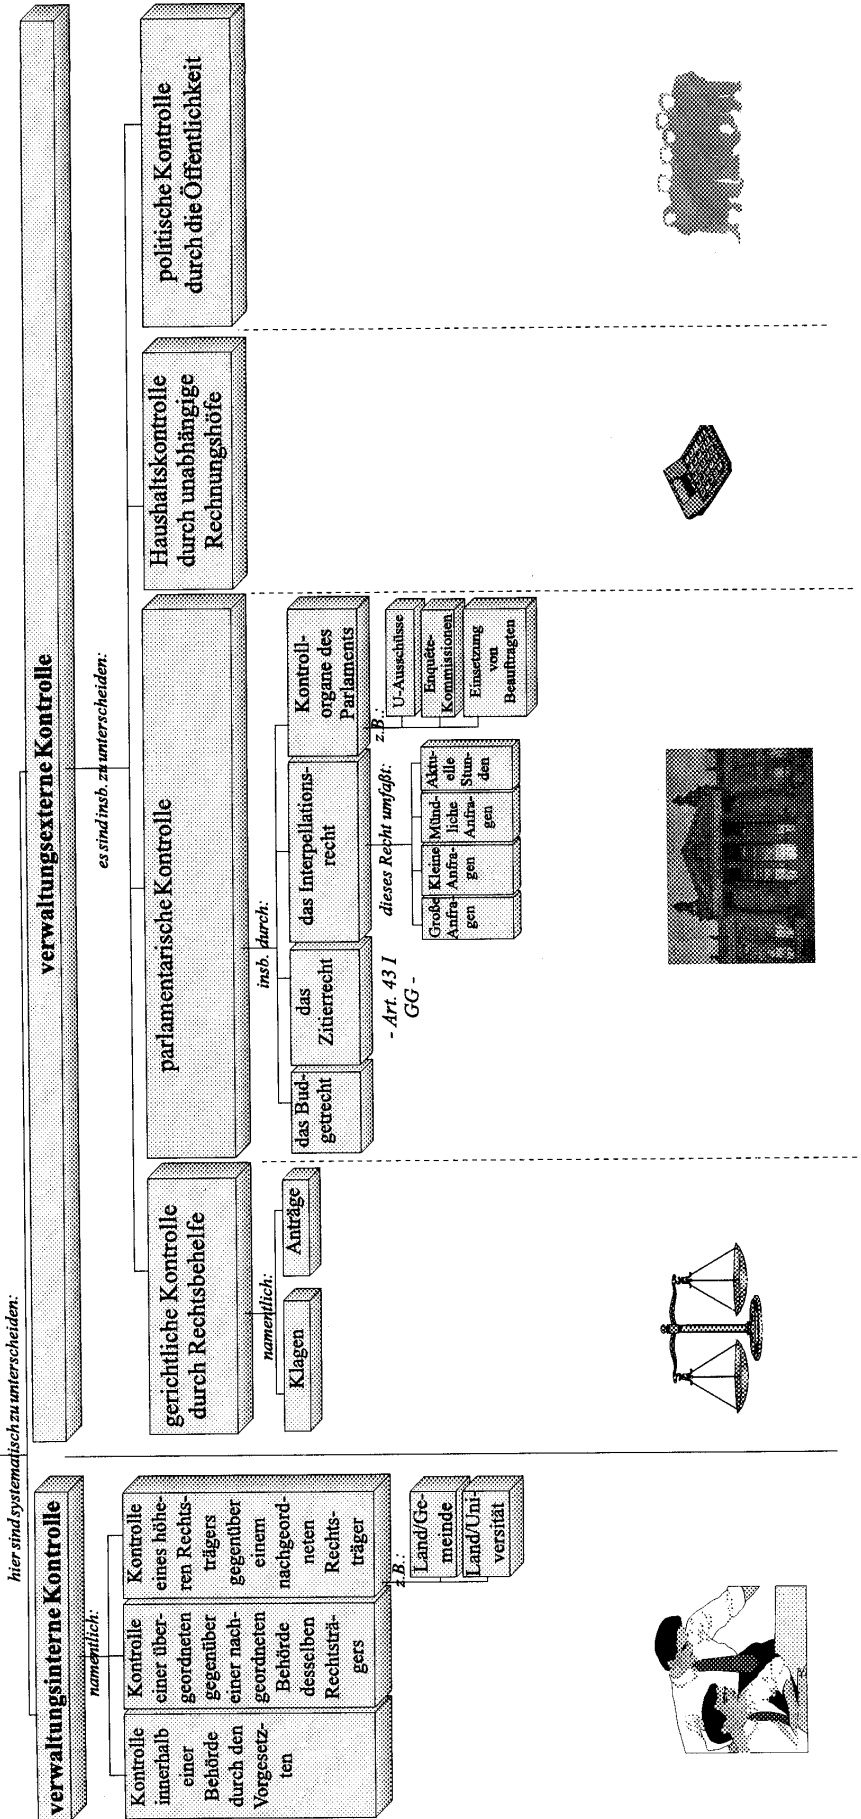 hier sind systematisch zu unterscheiden:
verwaltungsinterne Kontrolle
namentlich:
Kontrolle
innerhalb
einer
Behörde
durch den
Vorgesetz-
ten
Kontrolle
einer über-
geordneten
gegenüber
einer nach-
geordneten
Behörde
desselben
Rechtsträ-
gers
Kontrolle
eines höhe-
ren Rechts-
trägers
gegenüber
einem
nachgeord-
neten
Rechts-
träger
z.B.:
Land/Ge-
meinde
Land/Uni-
versität
verwaltungsexterne Kontrolle
es sind insb. zu unterscheiden:
gerichtliche Kontrolle
durch Rechtsbehelfe
namentlich:
Klagen
Anträge
parlamentarische Kontrolle
insb. durch:
das Bud-
getrecht
das
Zitierrecht
- Art. 43 I
GG -
das Interpellations-
recht
dieses Recht umfaßt:
Große
Anfra-
gen
Kleine
Anfra-
gen
Münd-
liche
Anfra-
gen
Aktu-
elle
Stun-
den
Kontroll-
organe des
Parlaments
z.B.:
U-Ausschüsse
Enquête-
Kommissionen
Einsetzung
von
Beauftragten
Haushaltskontrolle
durch unabhängige
Rechnungshöfe
politische Kontrolle
durch die Öffentlichkeit